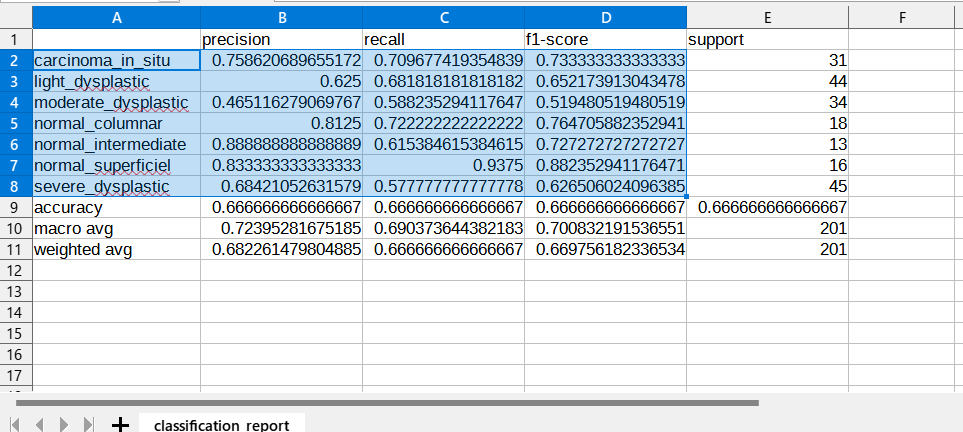 A B C D E F
1 precision recall f1-score support
2 carcinoma_in_situ 0.758620689655172 0.709677419354839 0.733333333333333 31
3 light_dysplastic 0.625 0.681818181818182 0.652173913043478 44
4 moderate_dysplastic 0.465116279069767 0.588235294117647 0.519480519480519 34
5 normal_columnar 0.8125 0.722222222222222 0.764705882352941 18
6 normal_intermediate 0.888888888888889 0.615384615384615 0.727272727272727 13
7 normal_superficiel 0.833333333333333 0.9375 0.882352941176471 16
8 severe_dysplastic 0.68421052631579 0.577777777777778 0.626506024096385 45
9 accuracy 0.666666666666667 0.666666666666667 0.666666666666667 0.666666666666667
10 macro avg 0.72395281675185 0.690373644382183 0.700832191536551 201
11 weighted avg 0.682261479804885 0.666666666666667 0.669756182336534 201
12
13
14
15
16
17
classification_report